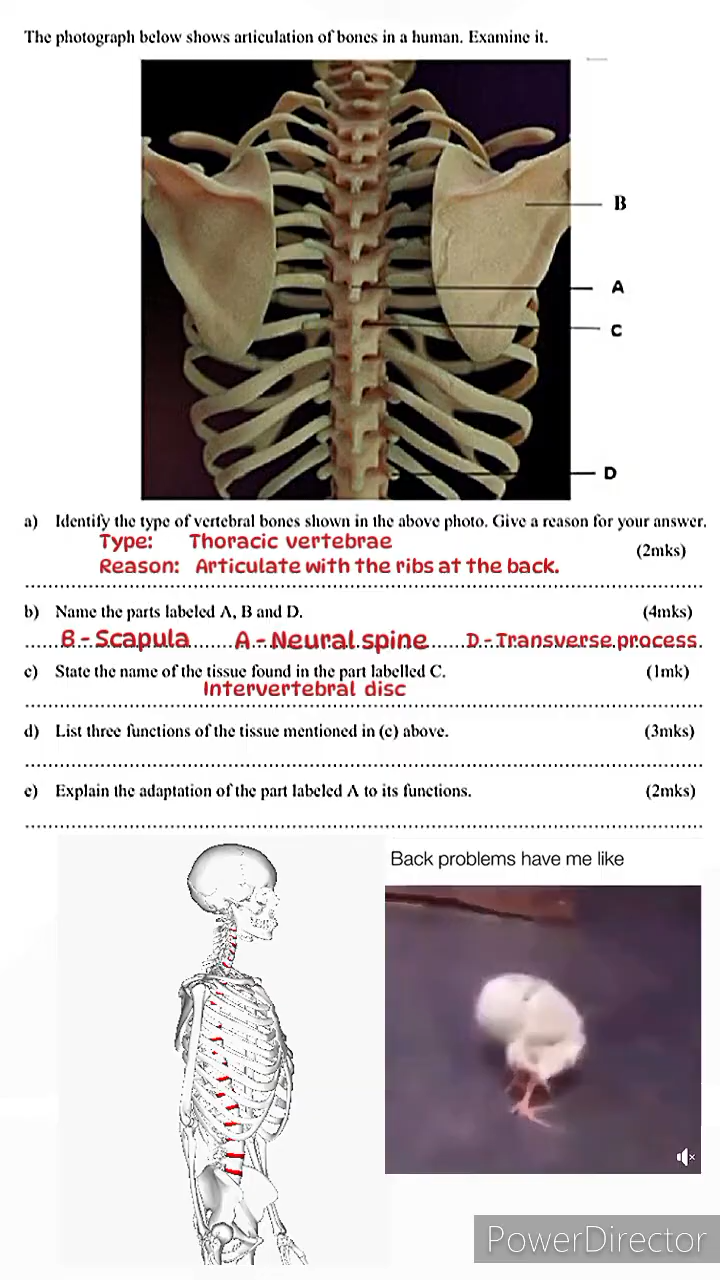 The photograph below shows articulation of bones in a human. Examine it.
B
A
C
D
a) Identify the type of vertebral bones shown in the above photo. Give a reason for your answer.
Type: Thoracic vertebrae
(2mks)
Reason: Articulate with the ribs at the back.
b) Name the parts labeled A, B and D. (4mks)
B - Scapula A - Neural spine D - Transverse process.
c) State the name of the tissue found in the part labelled C. (1mk)
Intervertebral disc
d) List three functions of the tissue mentioned in (c) above. (3mks)
e) Explain the adaptation of the part labeled A to its functions. (2mks)
Back problems have me like
PowerDirector